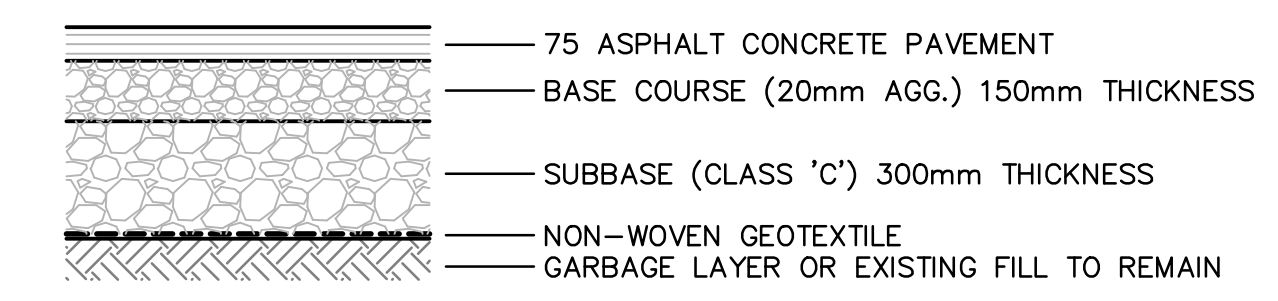 75 ASPHALT CONCRETE PAVEMENT
BASE COURSE (20mm AGG.) 150mm THICKNESS
SUBBASE (CLASS 'C') 300mm THICKNESS
NON-WOVEN GEOTEXTILE
GARBAGE LAYER OR EXISTING FILL TO REMAIN